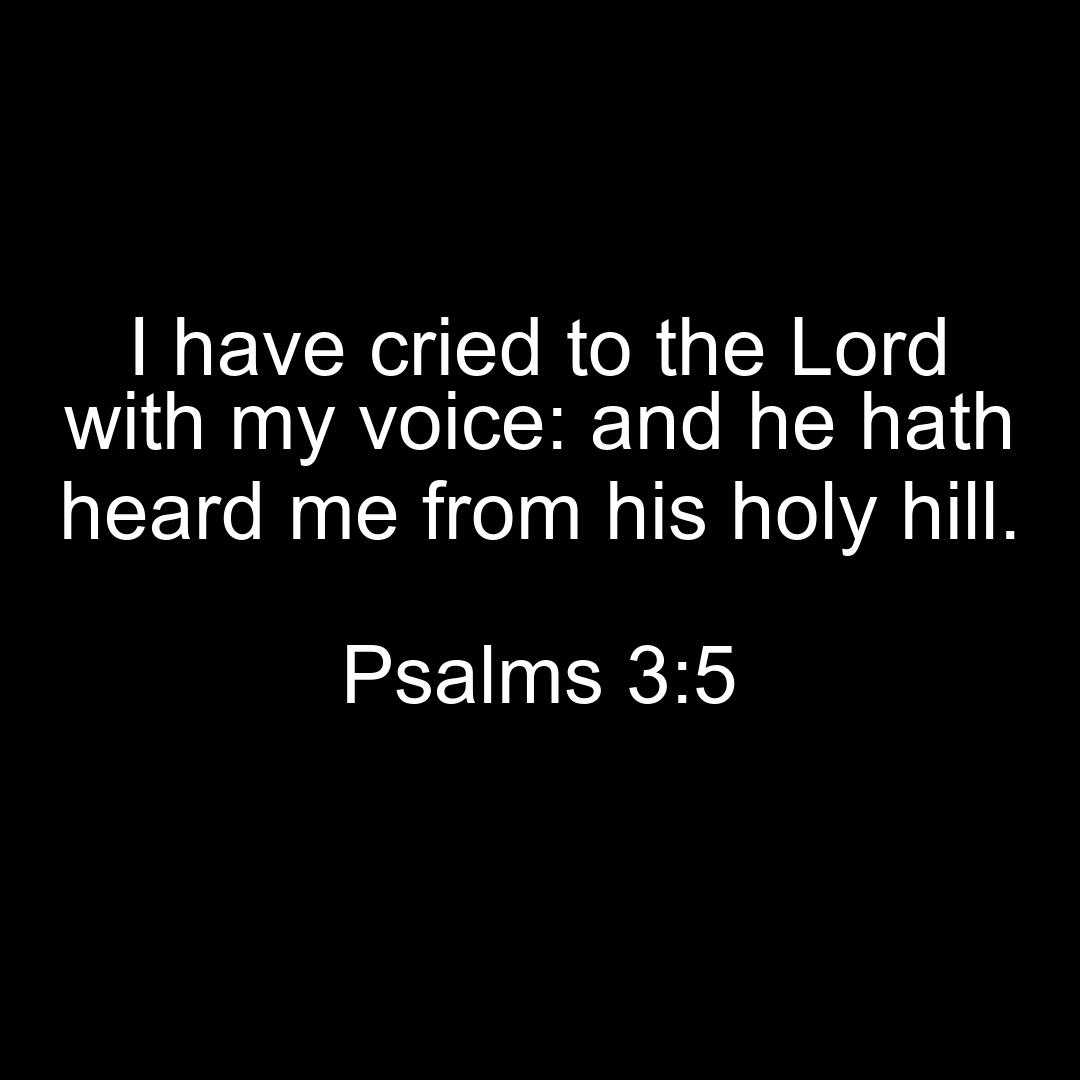 I have cried to the Lord
with my voice: and he hath
heard me from his holy hill.
Psalms 3:5